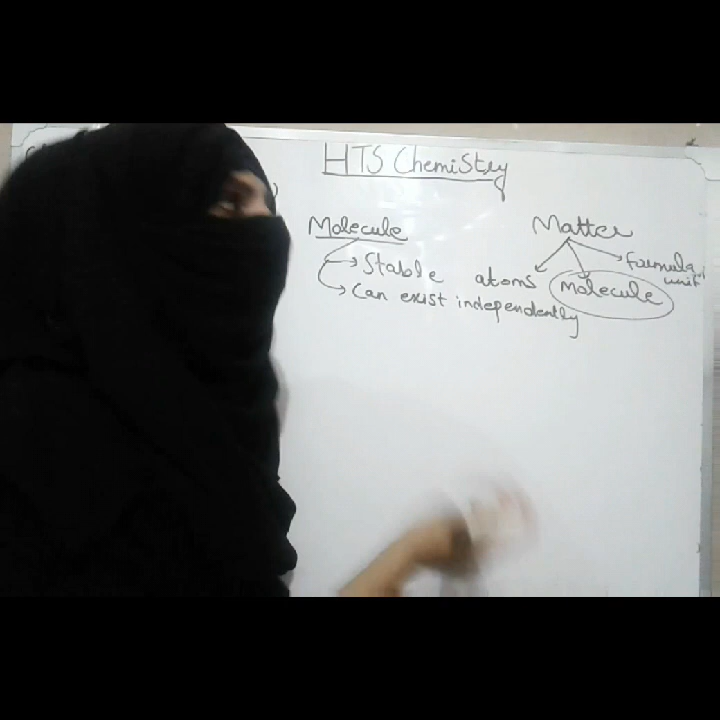 HTS Chemistry
Molecule
Stable
Can exist independently
Matter
atoms
Molecule
formula
unit